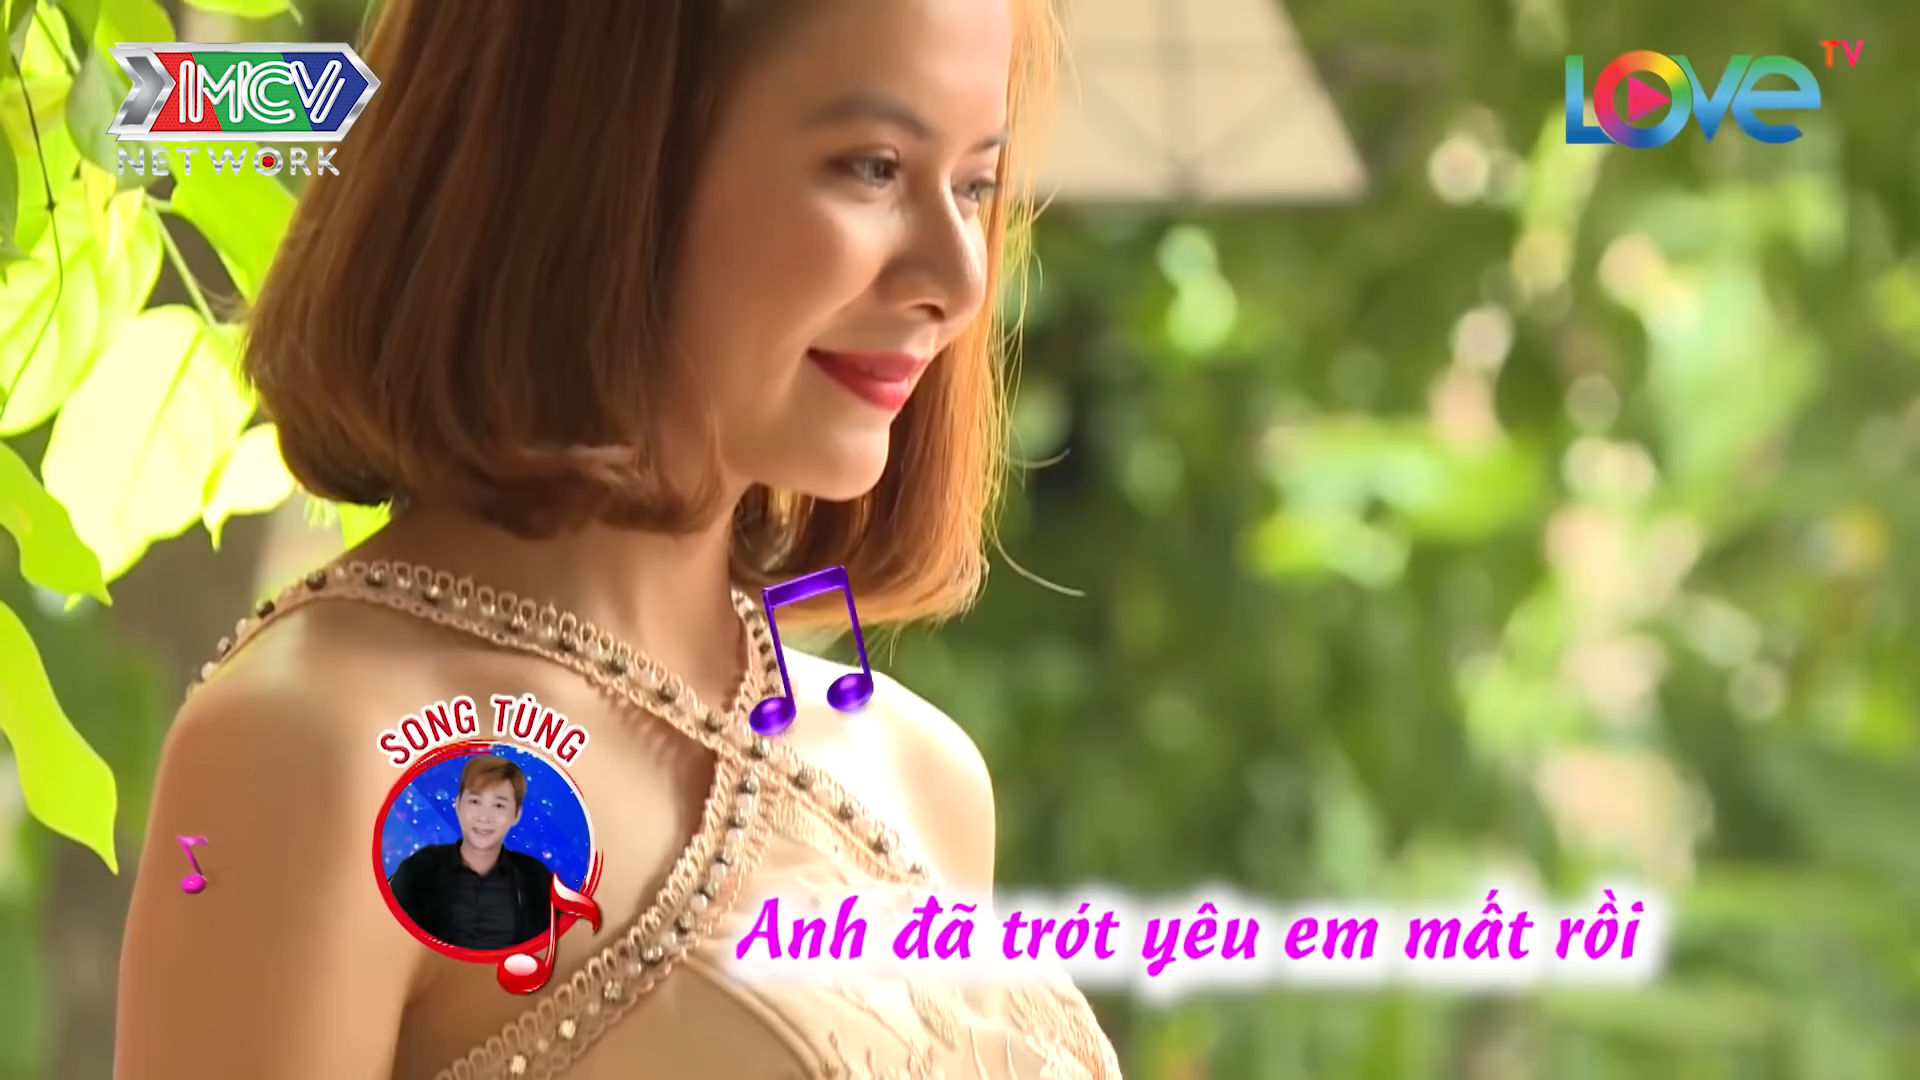 MCV
NETWORK
LOVE TV
SONG TÙNG
Anh đã trót yêu em mất rồi